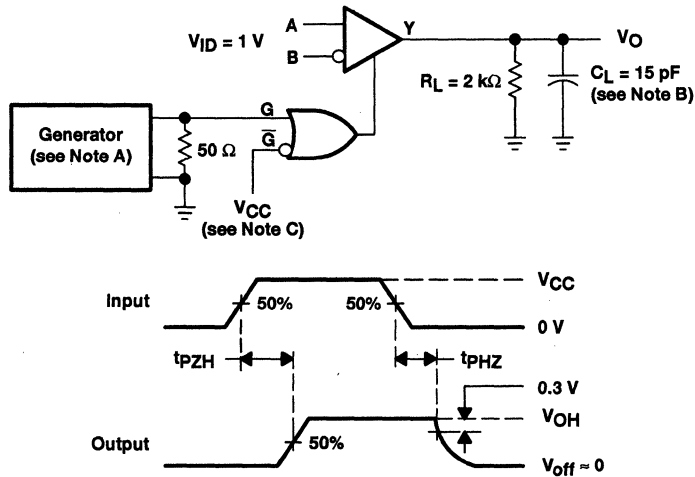 A
Y
V_ID = 1 V
V_O
B
R_L = 2 kΩ
C_L = 15 pF
(see Note B)
G
Generator
(see Note A)
50 Ω
G̅
V_CC
(see Note C)
V_CC
Input
50%
50%
0 V
t_PZH
t_PHZ
0.3 V
V_OH
Output
50%
V_off ≈ 0